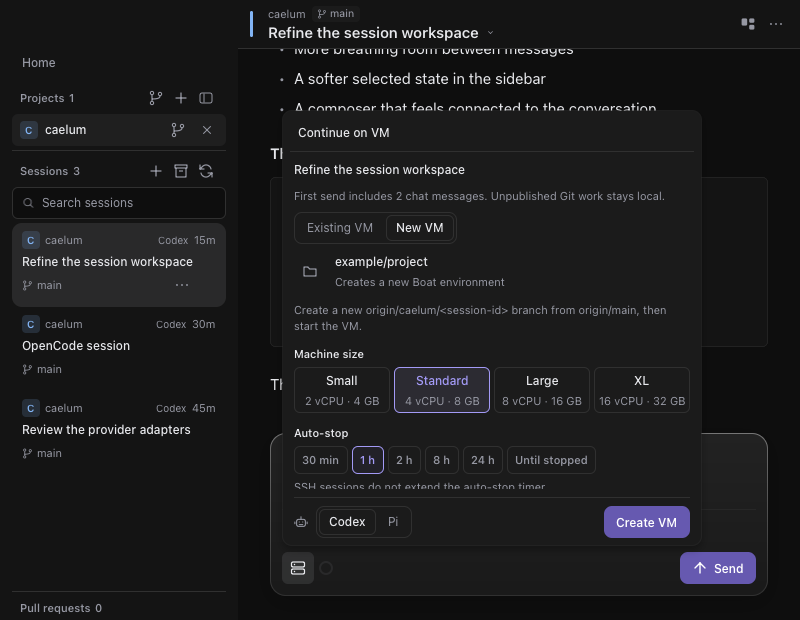 caelum main
Refine the session workspace
Home
Projects 1
C caelum
Sessions 3
Search sessions
C caelum Codex 15m
Refine the session workspace
main
C caelum Codex 30m
OpenCode session
main
C caelum Codex 45m
Review the provider adapters
main
Pull requests 0
• More breathing room between messages
• A softer selected state in the sidebar
• A composer that feels connected to the conversation
Continue on VM
Refine the session workspace
First send includes 2 chat messages. Unpublished Git work stays local.
Existing VM New VM
example/project
Creates a new Boat environment
Create a new origin/caelum/<session-id> branch from origin/main, then
start the VM.
Machine size
Small Standard Large XL
2 vCPU · 4 GB 4 vCPU · 8 GB 8 vCPU · 16 GB 16 vCPU · 32 GB
Auto-stop
30 min 1 h 2 h 8 h 24 h Until stopped
SSH sessions do not extend the auto-stop timer
Codex Pi Create VM
Send